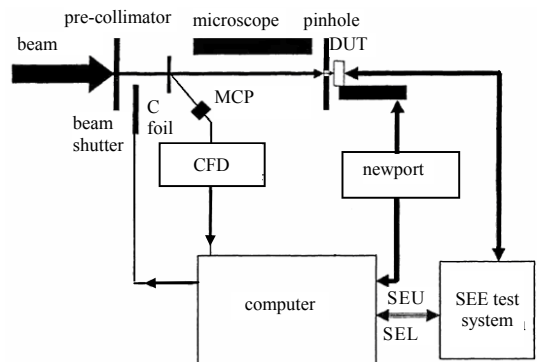 pre-collimator
microscope
pinhole
DUT
beam
MCP
C
foil
beam
shutter
CFD
newport
computer
SEU
SEL
SEE test
system